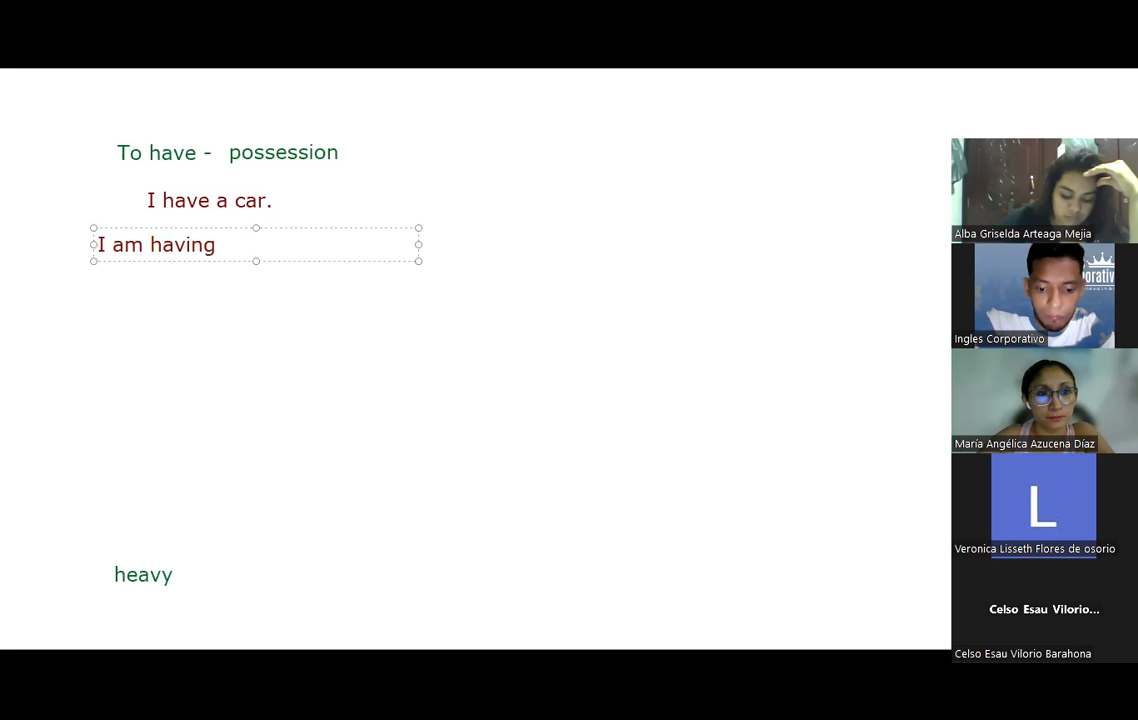 To have - possession
I have a car.
I am having
heavy
Alba Griselda Arteaga Mejia
orativ
Ingles Corporativo
María Angélica Azucena Díaz
L
Veronica Lisseth Flores de osorio
Celso Esau Vilorio...
Celso Esau Vilorio Barahona